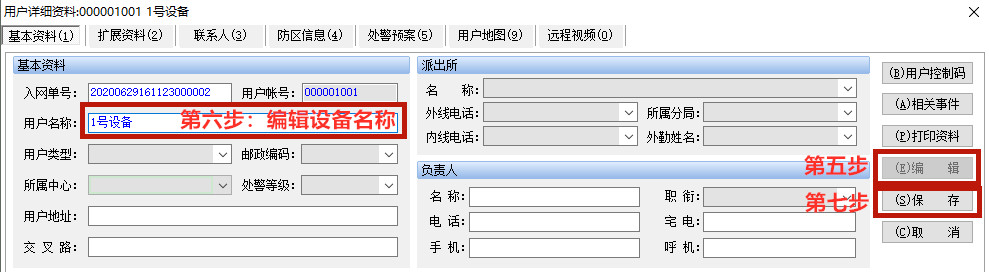 用户详细资料:000001001 1号设备
基本资料(1) 扩展资料(2) 联系人(3) 防区信息(4) 处警预案(5) 用户地图(9) 远程视频(0)
基本资料
入网单号: 20200629161123000002 用户帐号: 000001001
用户名称: 1号设备 第六步：编辑设备名称
用户类型: 邮政编码:
所属中心: 处警等级:
用户地址:
交 叉 路:
派出所
名 称:
外线电话: 所属分局:
内线电话: 外勤姓名:
负责人
名 称: 职 衔:
电 话: 宅 电:
手 机: 呼 机:
(B)用户控制码
(A)相关事件
(P)打印资料
第五步 (E)编 辑
第七步 (S)保 存
(C)取 消